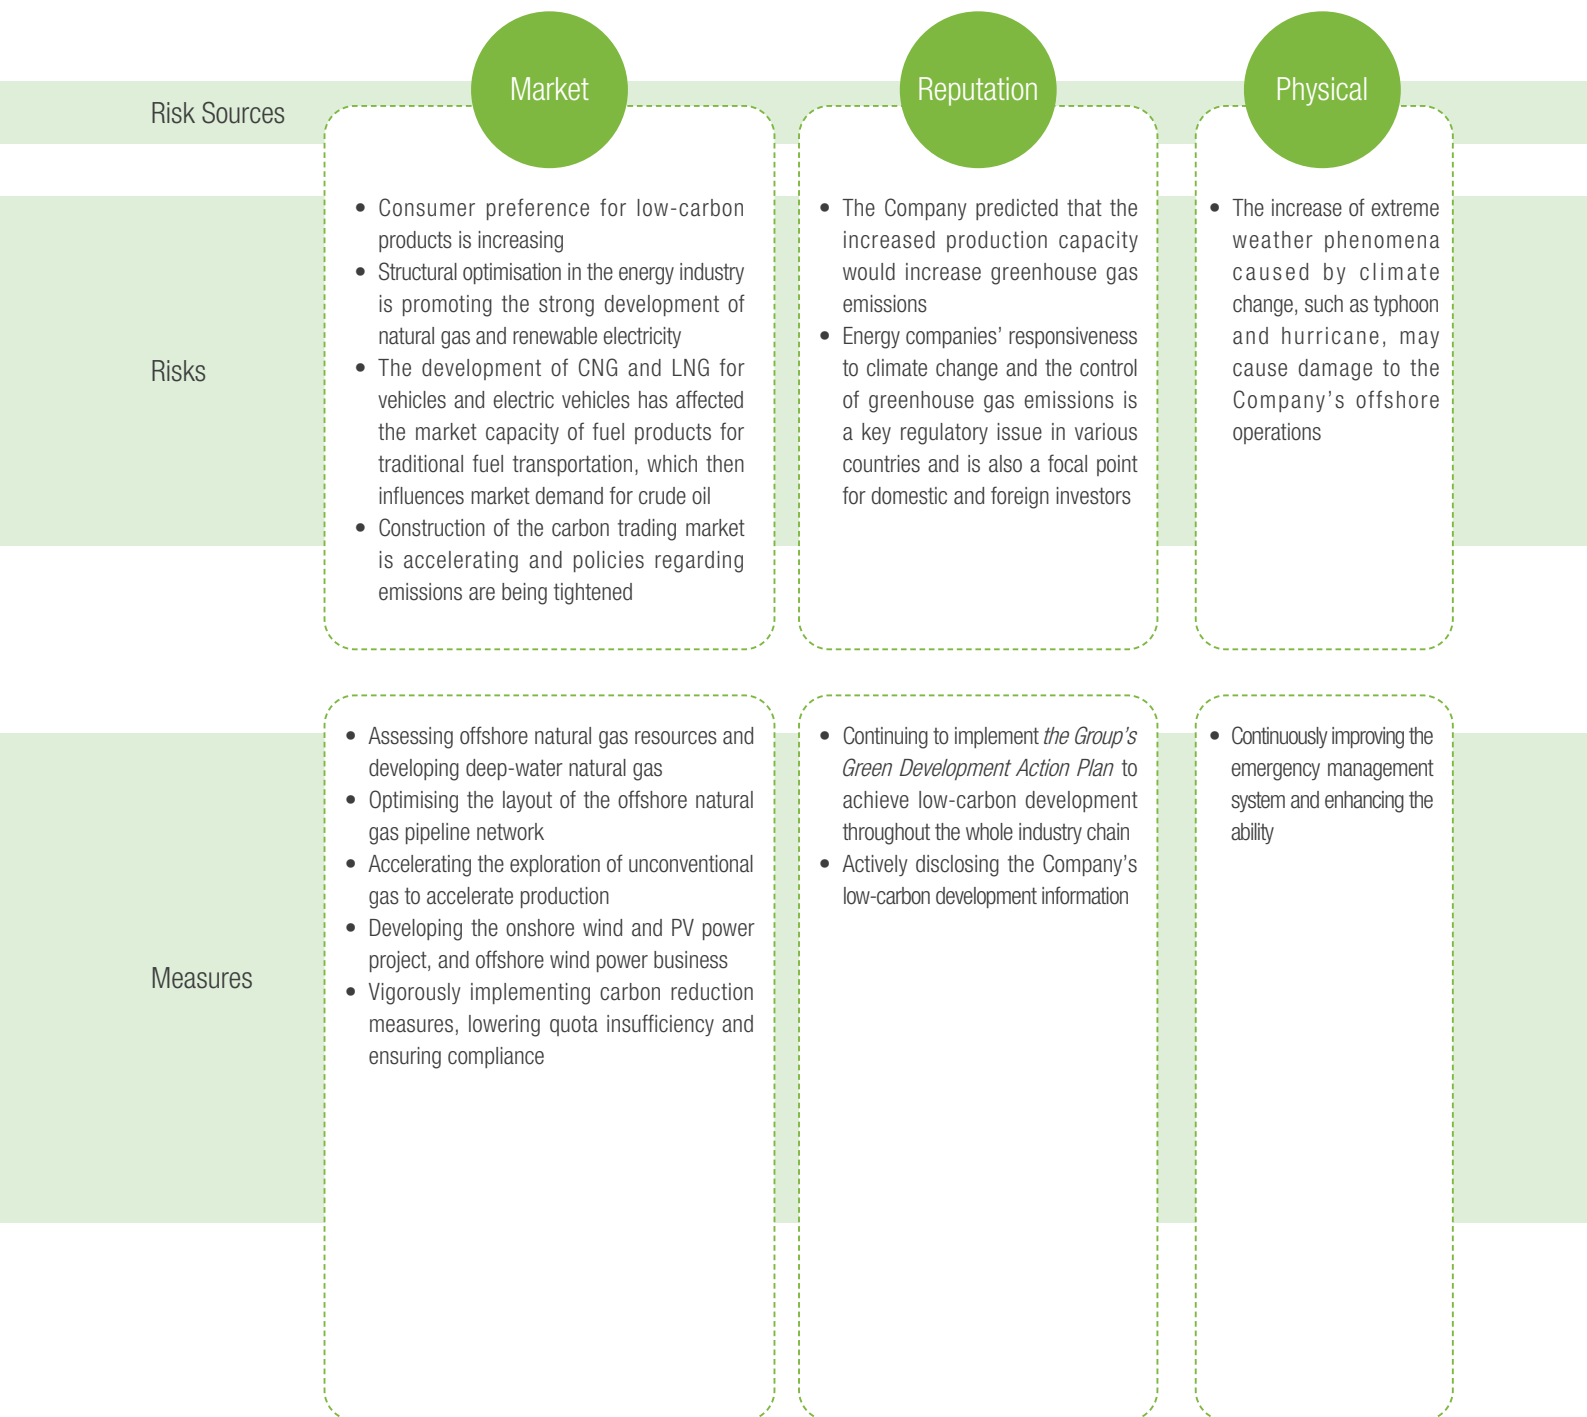 Market
Reputation
Physical
Risk Sources
Risks
• Consumer preference for low-carbon
products is increasing
• Structural optimisation in the energy industry
is promoting the strong development of
natural gas and renewable electricity
• The development of CNG and LNG for
vehicles and electric vehicles has affected
the market capacity of fuel products for
traditional fuel transportation, which then
influences market demand for crude oil
• Construction of the carbon trading market
is accelerating and policies regarding
emissions are being tightened
• The Company predicted that the
increased production capacity
would increase greenhouse gas
emissions
• Energy companies’ responsiveness
to climate change and the control
of greenhouse gas emissions is
a key regulatory issue in various
countries and is also a focal point
for domestic and foreign investors
• The increase of extreme
weather phenomena
caused by climate
change, such as typhoon
and hurricane, may
cause damage to the
Company’s offshore
operations
Measures
• Assessing offshore natural gas resources and
developing deep-water natural gas
• Optimising the layout of the offshore natural
gas pipeline network
• Accelerating the exploration of unconventional
gas to accelerate production
• Developing the onshore wind and PV power
project, and offshore wind power business
• Vigorously implementing carbon reduction
measures, lowering quota insufficiency and
ensuring compliance
• Continuing to implement the Group’s
Green Development Action Plan to
achieve low-carbon development
throughout the whole industry chain
• Actively disclosing the Company’s
low-carbon development information
• Continuously improving the
emergency management
system and enhancing the
ability